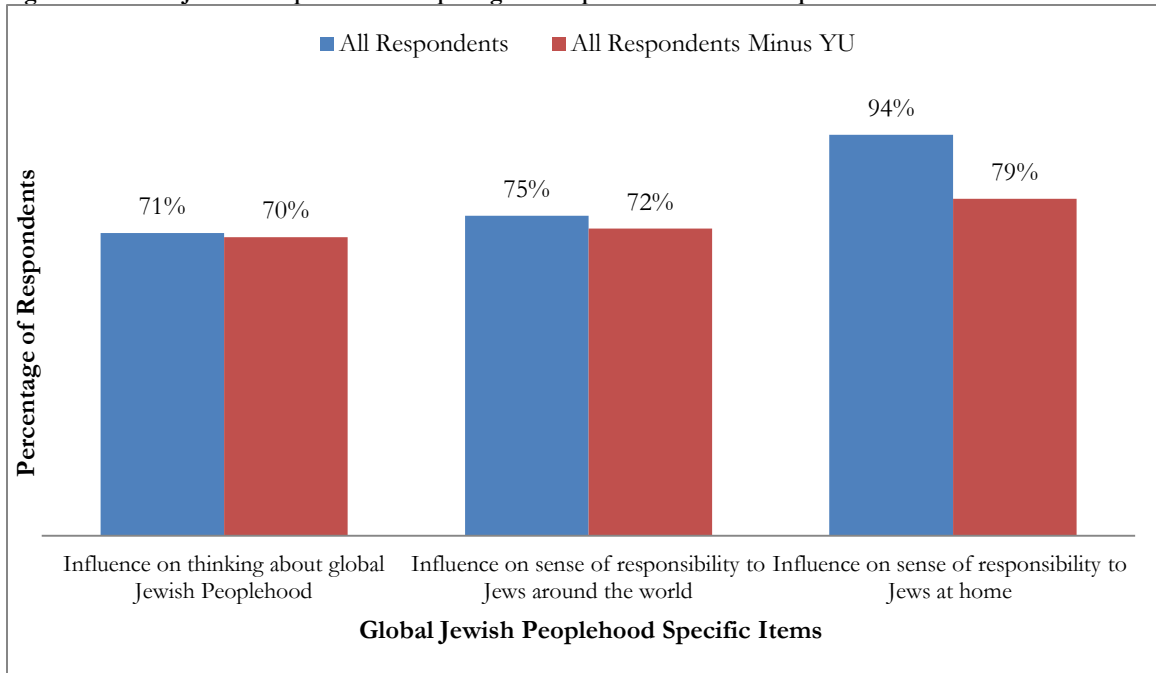 All Respondents All Respondents Minus YU
94%
79%
75%
72%
71%
70%
Percentage of Respondents
Influence on thinking about global Jewish Peoplehood
Influence on sense of responsibility to Jews around the world
Influence on sense of responsibility to Jews at home
Global Jewish Peoplehood Specific Items